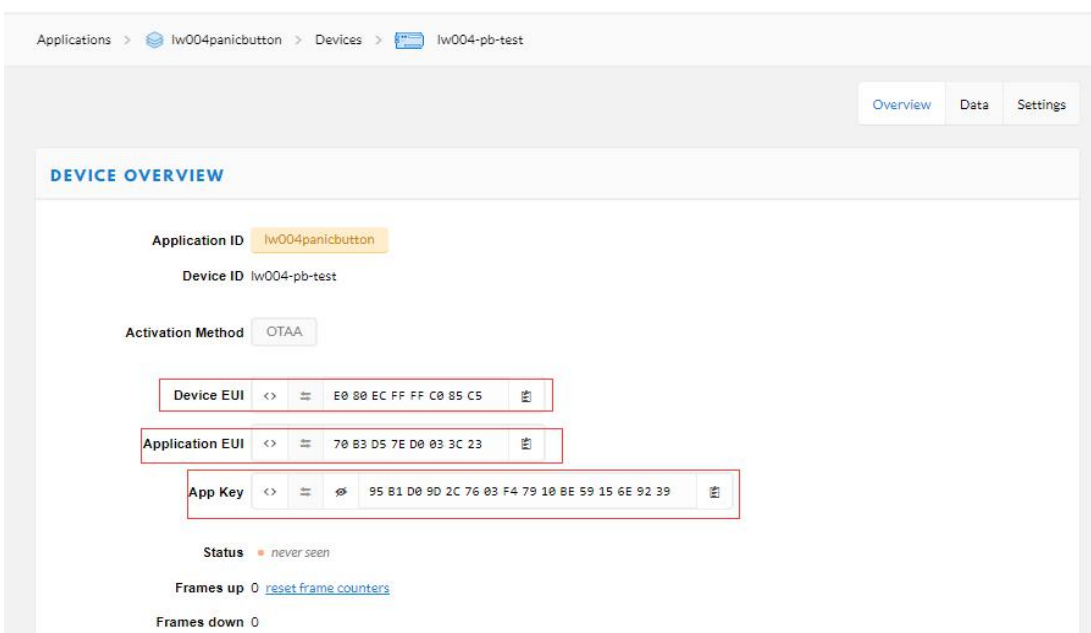 Applications > lw004panicbutton > Devices > lw004-pb-test
Overview Data Settings
DEVICE OVERVIEW
Application ID lw004panicbutton
Device ID lw004-pb-test
Activation Method OTAA
Device EUI <> E0 80 EC FF FF C0 85 C5
Application EUI <> 70 B3 D5 7E D0 03 3C 23
App Key <> 95 B1 D0 9D 2C 76 03 F4 79 10 BE 59 15 6E 92 39
Status • never seen
Frames up 0 reset frame counters
Frames down 0